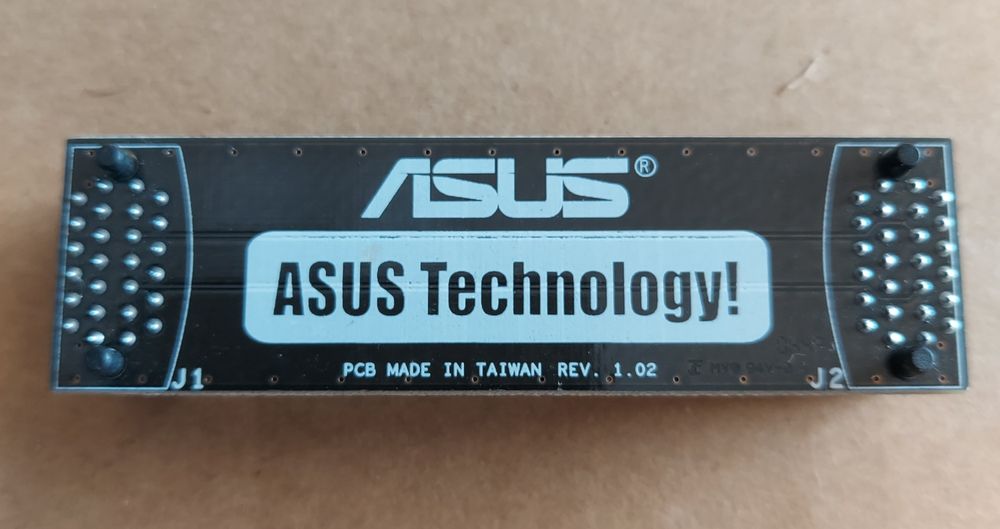 ASUS®
ASUS Technology!
PCB MADE IN TAIWAN REV. 1.02
J1
J2